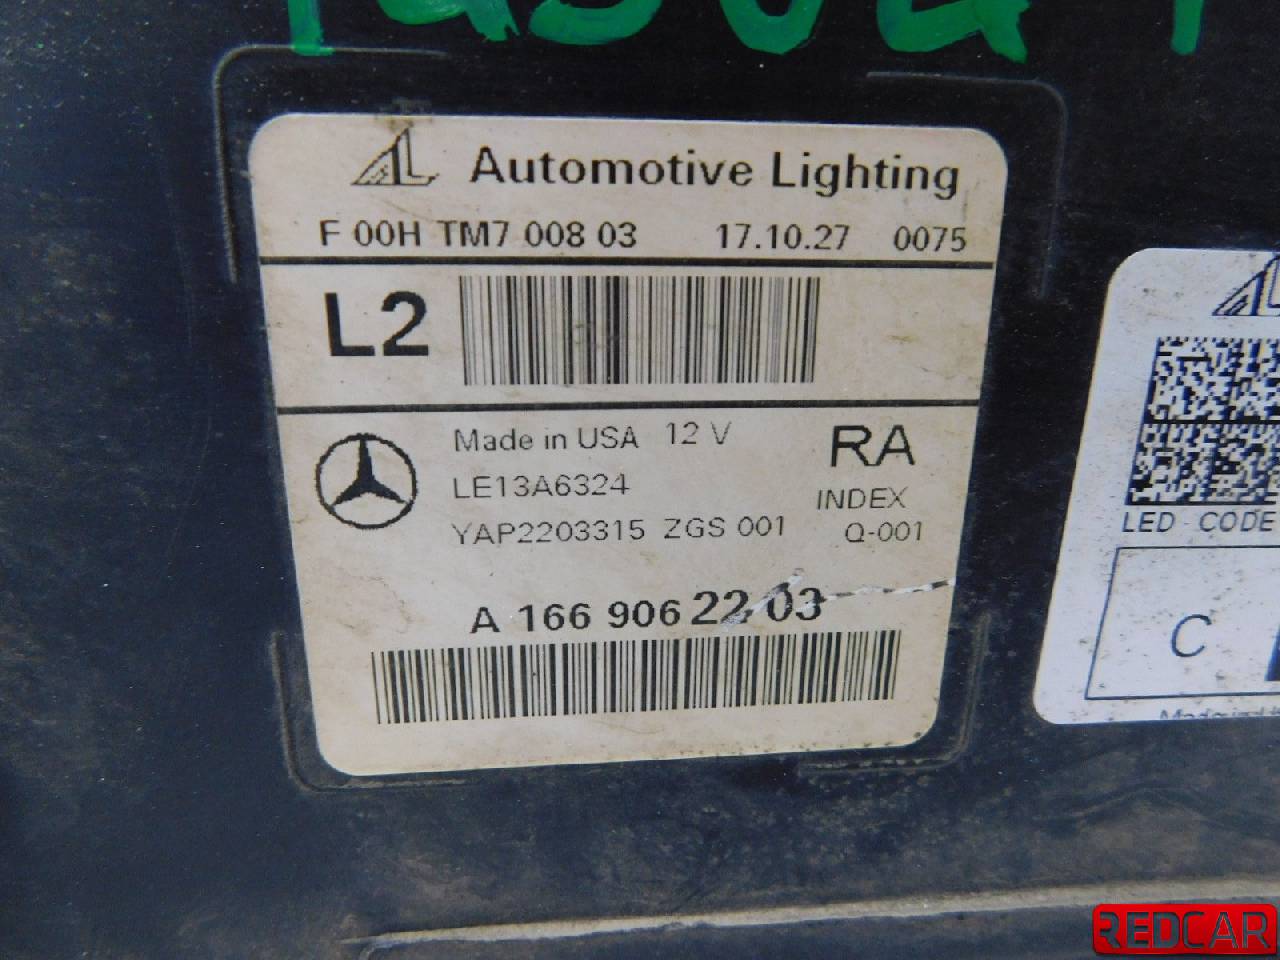 AL Automotive Lighting
F 00H TM7 008 03 17.10.27 0075
L2
Made in USA 12 V RA
LE13A6324 INDEX
YAP2203315 ZGS 001 Q-001
A 166 906 22 03
LED CODE
C
REDCAR